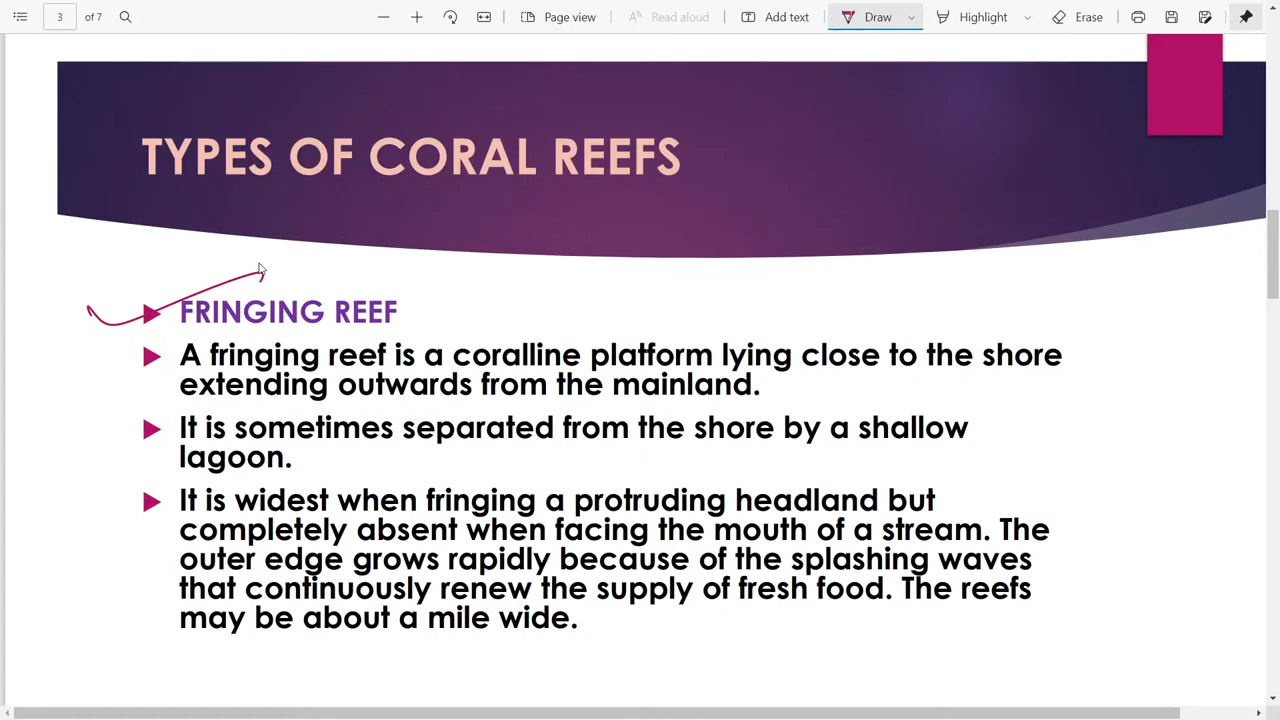 3 of 7 Page view Read aloud Add text Draw Highlight Erase
TYPES OF CORAL REEFS
FRINGING REEF
A fringing reef is a coralline platform lying close to the shore
extending outwards from the mainland.
It is sometimes separated from the shore by a shallow
lagoon.
It is widest when fringing a protruding headland but
completely absent when facing the mouth of a stream. The
outer edge grows rapidly because of the splashing waves
that continuously renew the supply of fresh food. The reefs
may be about a mile wide.